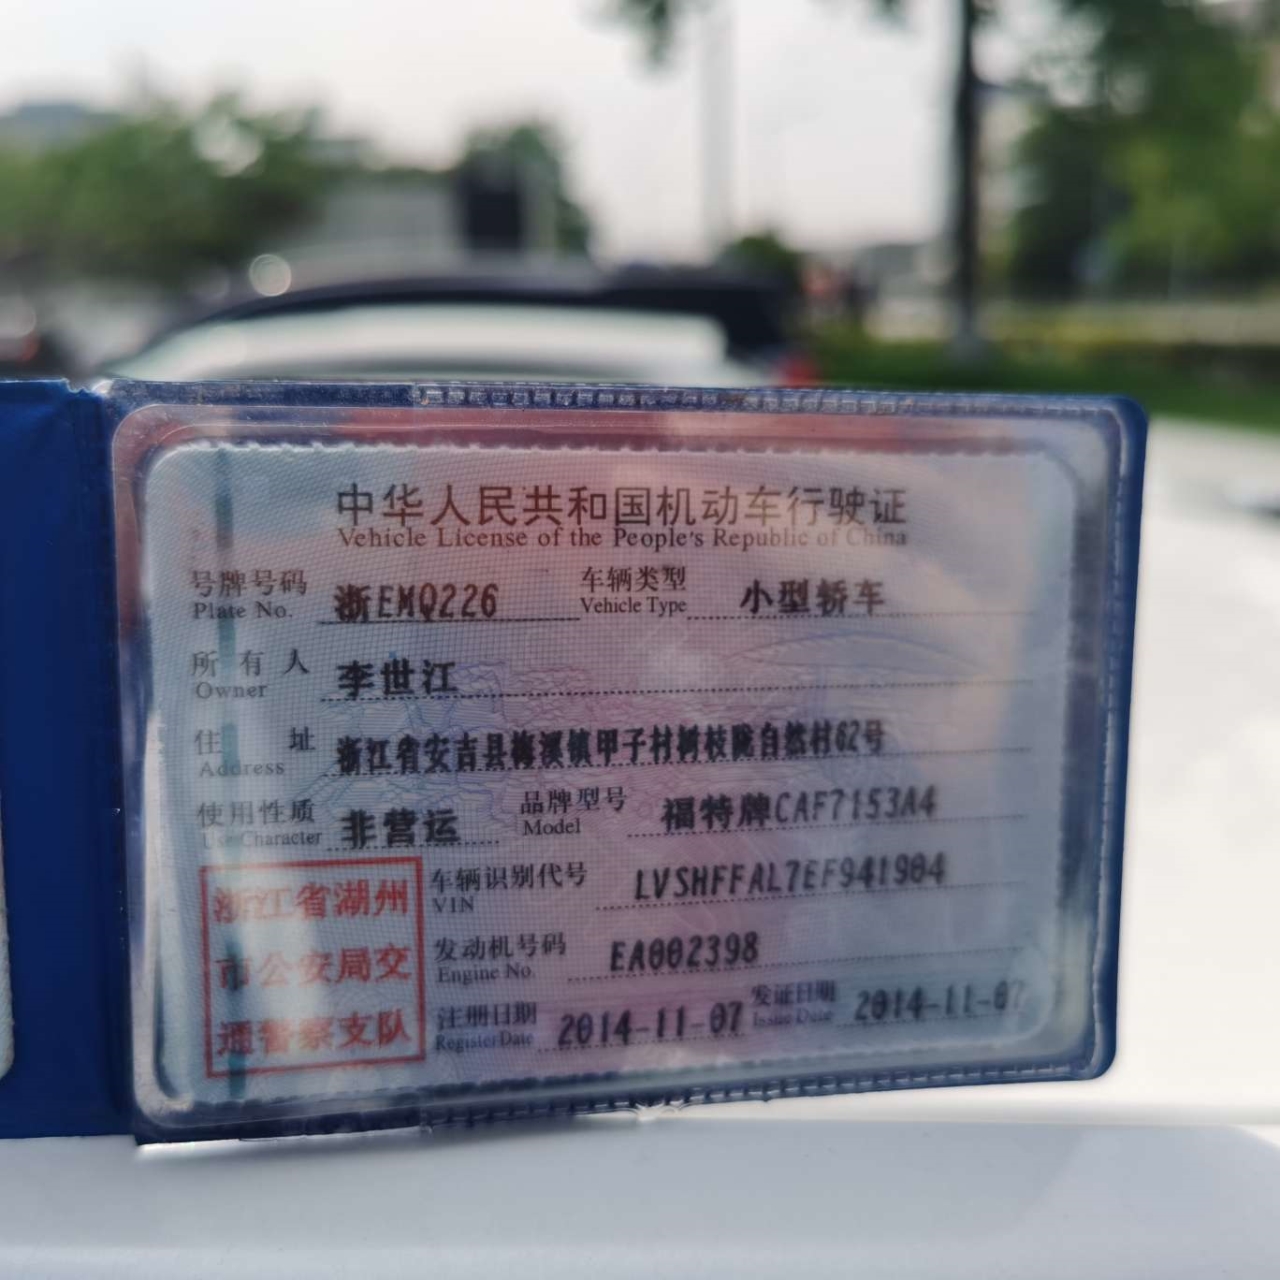 中华人民共和国机动车行驶证
Vehicle License of the People's Republic of China
号牌号码 浙EMQ226 车辆类型 小型轿车
Plate No. Vehicle Type
所有人 李世江
Owner
住址 浙江省安吉县梅溪镇甲子村树枝陇自然村62号
Address
使用性质 非营运 品牌型号 福特牌CAF7153A4
Use Character Model
车辆识别代号 LVSHFFAL7EF941904
VIN
发动机号码 EA002398
Engine No.
注册日期 2014-11-07 发证日期 2014-11-07
Register Date Issue Date
浙江省湖州
市公安局交
通警察支队